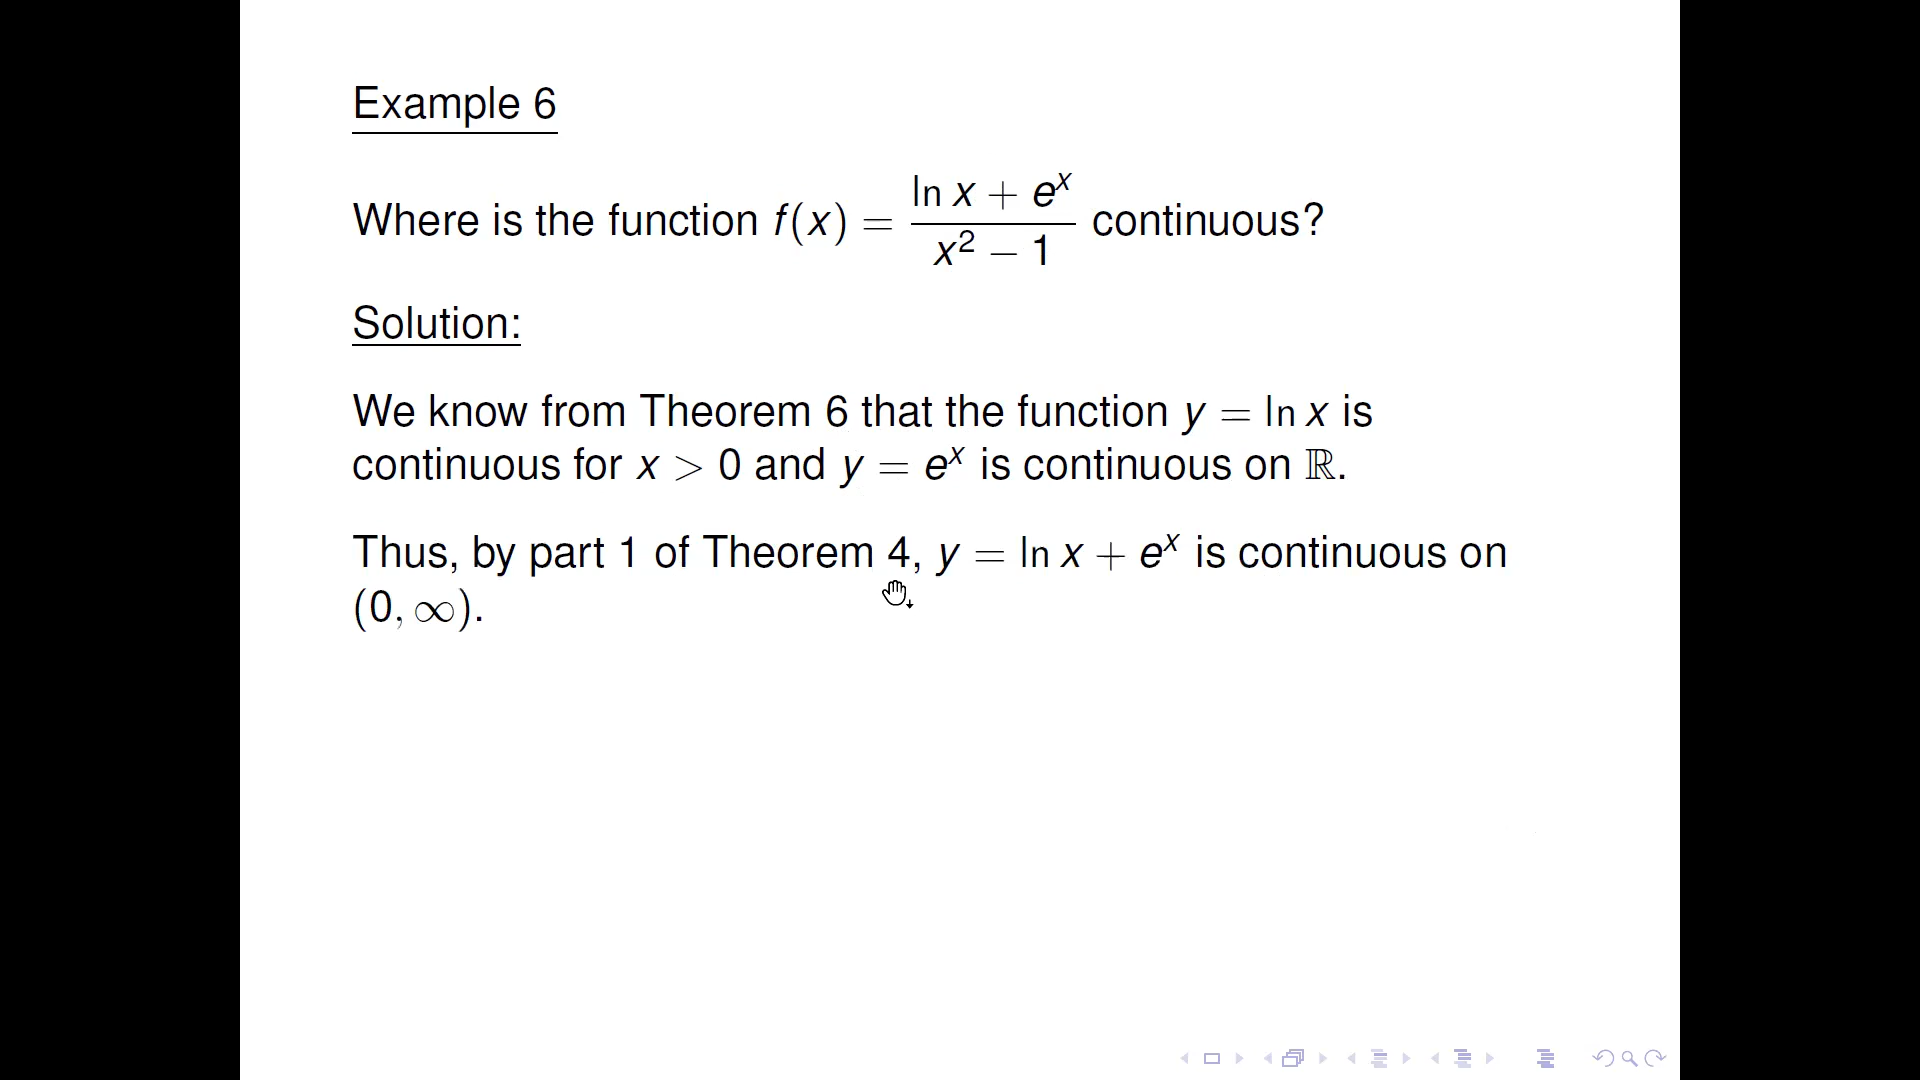 Example 6
Where is the function f(x) = \frac{\ln x + e^x}{x^2 − 1} continuous?
Solution:
We know from Theorem 6 that the function y = ln x is
continuous for x > 0 and y = e^x is continuous on ℝ.
Thus, by part 1 of Theorem 4, y = ln x + e^x is continuous on
(0, ∞).